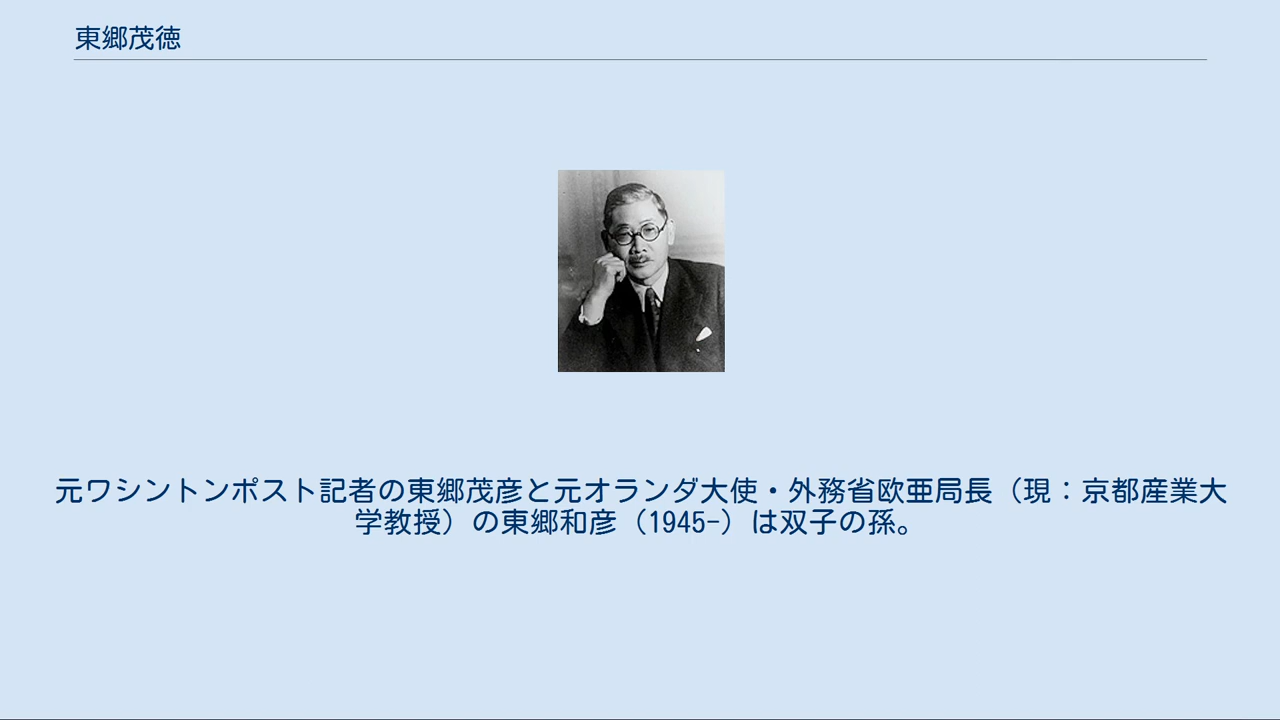 東郷茂徳
元ワシントンポスト記者の東郷茂彦と元オランダ大使・外務省欧亜局長（現：京都産業大
学教授）の東郷和彦（1945-）は双子の孫。